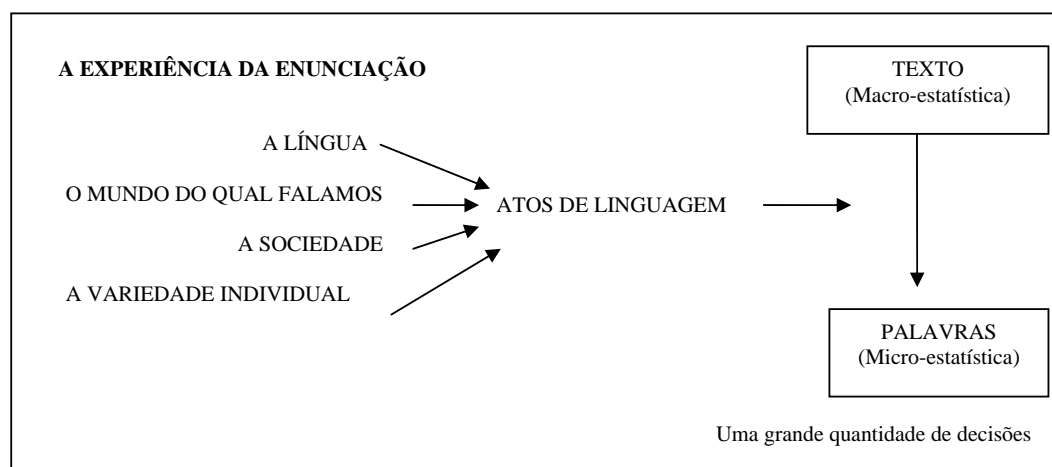 A EXPERIÊNCIA DA ENUNCIAÇÃO
TEXTO
(Macro-estatística)
A LÍNGUA
O MUNDO DO QUAL FALAMOS
ATOS DE LINGUAGEM
A SOCIEDADE
A VARIEDADE INDIVIDUAL
PALAVRAS
(Micro-estatística)
Uma grande quantidade de decisões